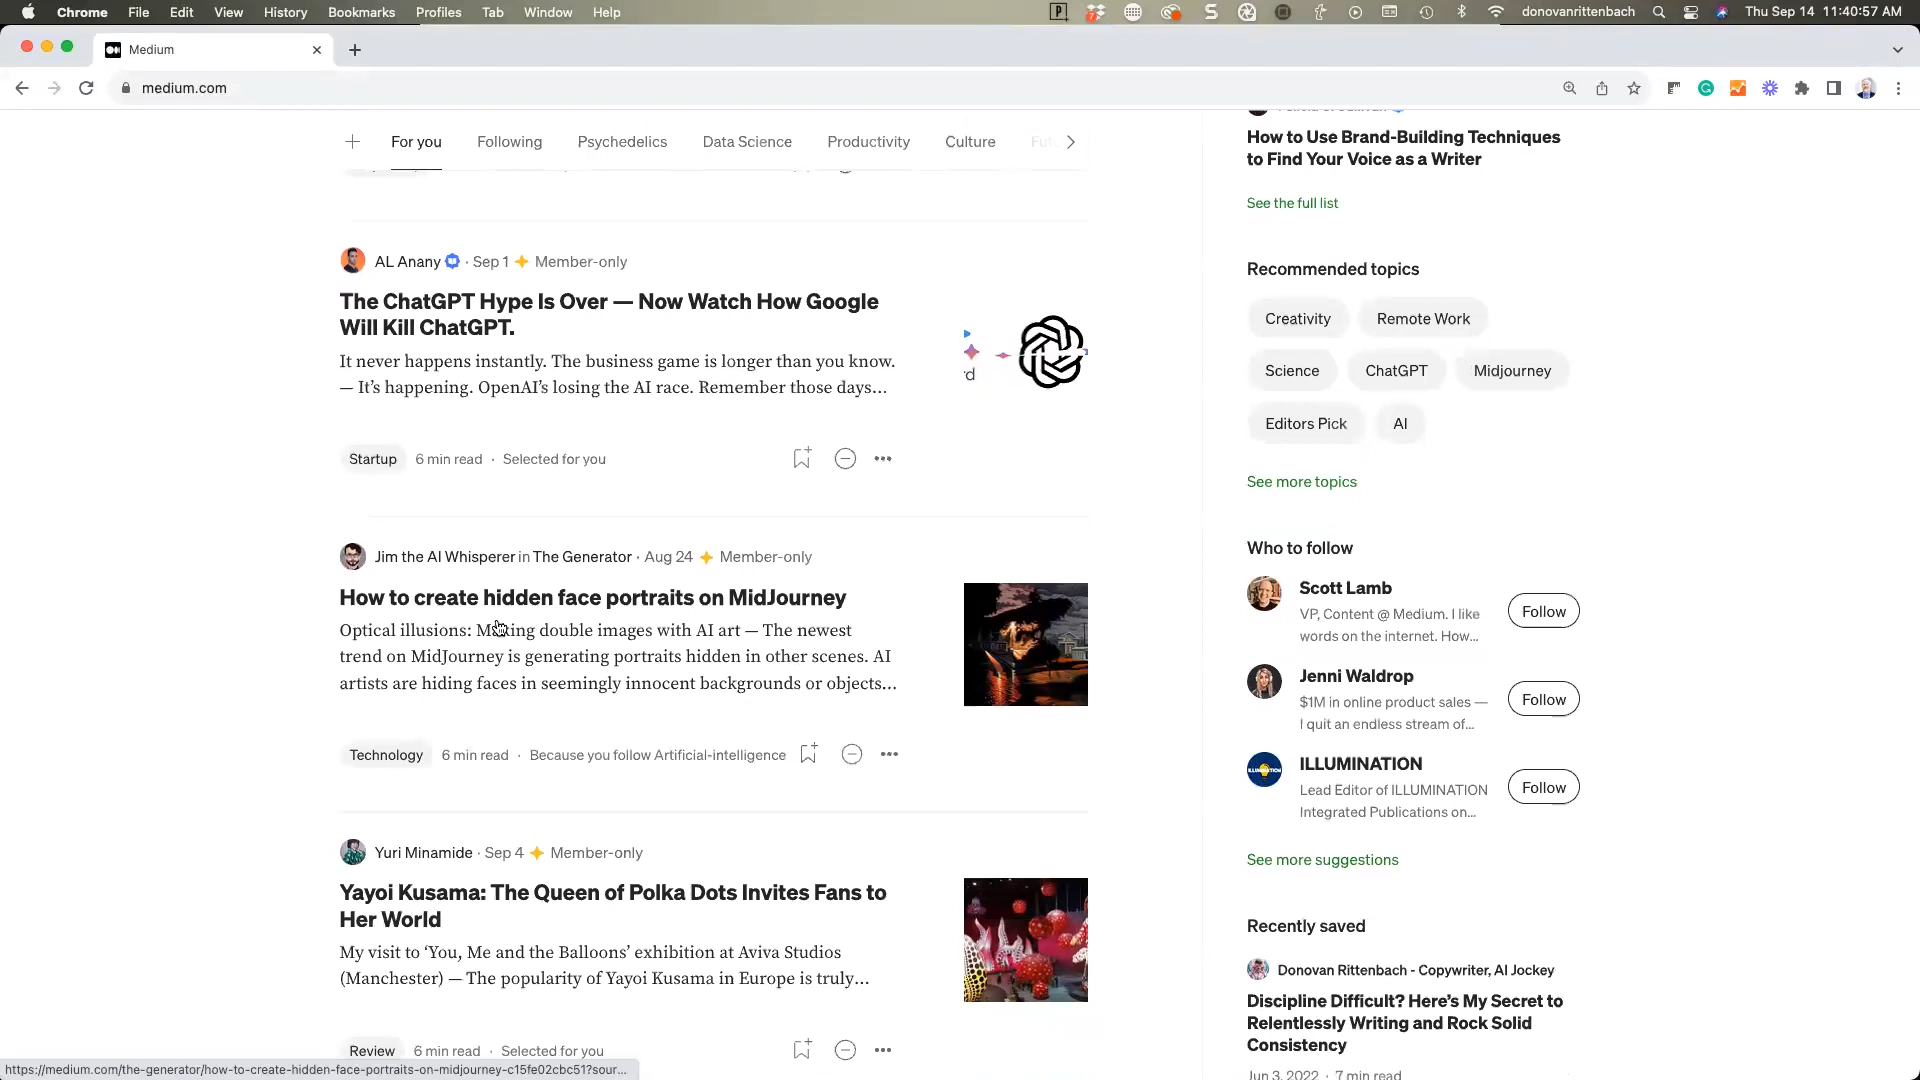 Chrome File Edit View History Bookmarks Profiles Tab Window Help
donovanrittenbach Thu Sep 14 11:40:57 AM
Medium
medium.com
For you Following Psychedelics Data Science Productivity Culture
AL Anany · Sep 1 Member-only
The ChatGPT Hype Is Over — Now Watch How Google
Will Kill ChatGPT.
It never happens instantly. The business game is longer than you know.
— It’s happening. OpenAI’s losing the AI race. Remember those days…
rd
Startup 6 min read · Selected for you
Jim the AI Whisperer in The Generator · Aug 24 Member-only
How to create hidden face portraits on MidJourney
Optical illusions: Making double images with AI art — The newest
trend on MidJourney is generating portraits hidden in other scenes. AI
artists are hiding faces in seemingly innocent backgrounds or objects…
Technology 6 min read · Because you follow Artificial-intelligence
Yuri Minamide · Sep 4 Member-only
Yayoi Kusama: The Queen of Polka Dots Invites Fans to
Her World
My visit to ‘You, Me and the Balloons’ exhibition at Aviva Studios
(Manchester) — The popularity of Yayoi Kusama in Europe is truly…
Review 6 min read · Selected for you
https://medium.com/the-generator/how-to-create-hidden-face-portraits-on-midjourney-c15fe02cbc51?sour...
How to Use Brand-Building Techniques
to Find Your Voice as a Writer
See the full list
Recommended topics
Creativity Remote Work
Science ChatGPT Midjourney
Editors Pick AI
See more topics
Who to follow
Scott Lamb
VP, Content @ Medium. I like
words on the internet. How...
Follow
Jenni Waldrop
$1M in online product sales —
I quit an endless stream of...
Follow
ILLUMINATION
Lead Editor of ILLUMINATION
Integrated Publications on...
Follow
See more suggestions
Recently saved
Donovan Rittenbach - Copywriter, AI Jockey
Discipline Difficult? Here’s My Secret to
Relentlessly Writing and Rock Solid
Consistency
Jun 3, 2022 · 7 min read